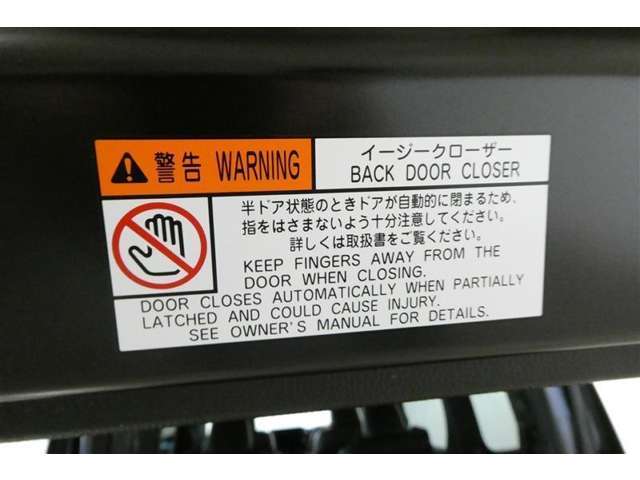 警告 WARNING
イージークローザー
BACK DOOR CLOSER
半ドア状態のときドアが自動的に閉まるため、
指をはさまないよう十分注意してください。
詳しくは取扱書をご覧ください。
KEEP FINGERS AWAY FROM THE
DOOR WHEN CLOSING.
DOOR CLOSES AUTOMATICALLY WHEN PARTIALLY
LATCHED AND COULD CAUSE INJURY.
SEE OWNER'S MANUAL FOR DETAILS.